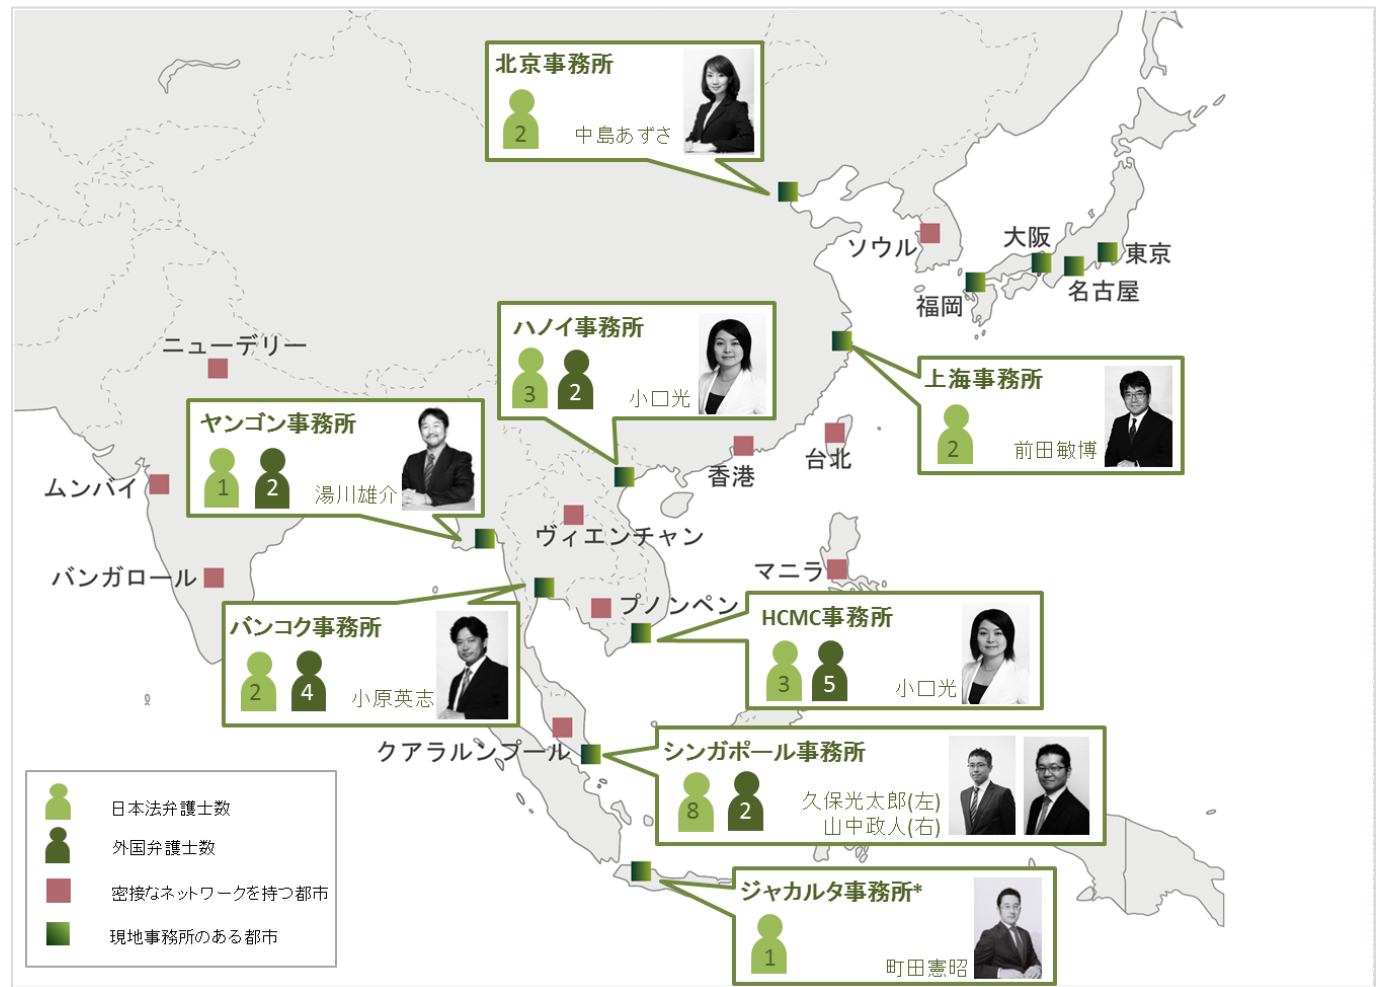 北京事務所
2
中島あずさ
ソウル
大阪
東京
名古屋
福岡
ハノイ事務所
3
2
小口光
ニューデリー
上海事務所
2
前田敏博
ヤンゴン事務所
1
2
湯川雄介
台北
香港
ムンバイ
ヴィエンチャン
バンガロール
マニラ
プノンペン
HCMC事務所
3
5
小口光
バンコク事務所
2
4
小原英志
クアラルンプール
シンガポール事務所
8
2
久保光太郎(左)
山中政人(右)
ジャカルタ事務所*
1
町田憲昭
日本法弁護士数
外国弁護士数
密接なネットワークを持つ都市
現地事務所のある都市